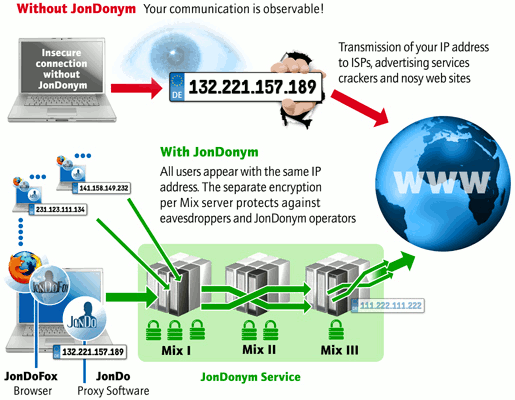 Without JonDonym Your communication is observable!
Insecure
connection
without
JonDonym
DE
132.221.157.189
Transmission of your IP address
to ISPs, advertising services
crackers and nosy web sites
WWW
With JonDonym
All users appear with the same IP
address. The separate encryption
per Mix server protects against
eavesdroppers and JonDonym operators
141.158.149.232
231.123.111.134
JonDoFox
JonDo
132.221.157.189
111.222.111.222
Mix I
Mix II
Mix III
JonDoFox
Browser
JonDo
Proxy Software
JonDonym Service